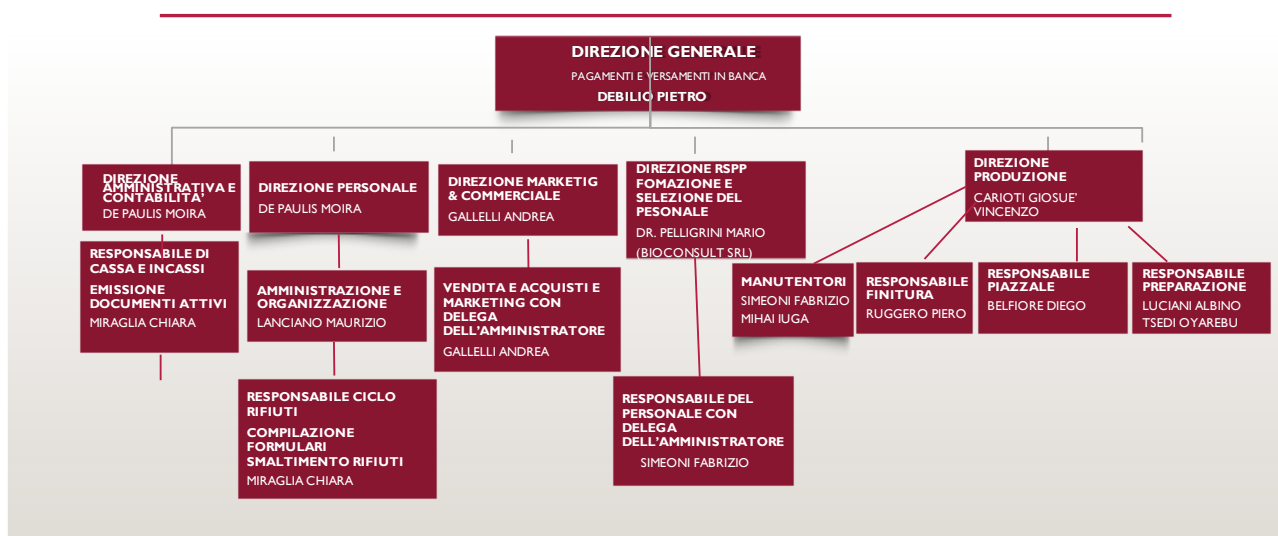 DIREZIONE GENERALE
PAGAMENTI E VERSAMENTI IN BANCA
DEBILIO PIETRO
DIREZIONE
AMMINISTRATIVA E
CONTABILITA'
DE PAULIS MOIRA
DIREZIONE PERSONALE
DE PAULIS MOIRA
DIREZIONE MARKETIG
& COMMERCIALE
GALLELLI ANDREA
DIREZIONE RSPP
FOMAZIONE E
SELEZIONE DEL
PESONALE
DR. PELLIGRINI MARIO
(BIOCONSULT SRL)
DIREZIONE
PRODUZIONE
CARIOTI GIOSUE'
VINCENZO
RESPONSABILE DI
CASSA E INCASSI
EMISSIONE
DOCUMENTI ATTIVI
MIRAGLIA CHIARA
AMMINISTRAZIONE E
ORGANIZZAZIONE
LANCIANO MAURIZIO
VENDITA E ACQUISTI E
MARKETING CON
DELEGA
DELL'AMMINISTRATORE
GALLELLI ANDREA
MANUTENTORI
SIMEONI FABRIZIO
MIHAI IUGA
RESPONSABILE
FINITURA
RUGGERO PIERO
RESPONSABILE
PIAZZALE
BELFIORE DIEGO
RESPONSABILE
PREPARAZIONE
LUCIANI ALBINO
TSEDI OYAREBU
RESPONSABILE CICLO
RIFIUTI
COMPILAZIONE
FORMULARI
SMALTIMENTO RIFIUTI
MIRAGLIA CHIARA
RESPONSABILE DEL
PERSONALE CON
DELEGA
DELL'AMMINISTRATORE
SIMEONI FABRIZIO